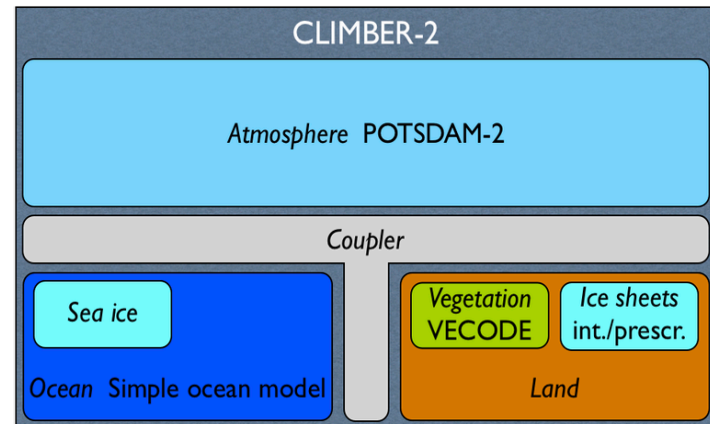 CLIMBER-2
Atmosphere POTSDAM-2
Coupler
Sea ice
Ocean Simple ocean model
Vegetation
VECODE
Ice sheets
int./prescr.
Land